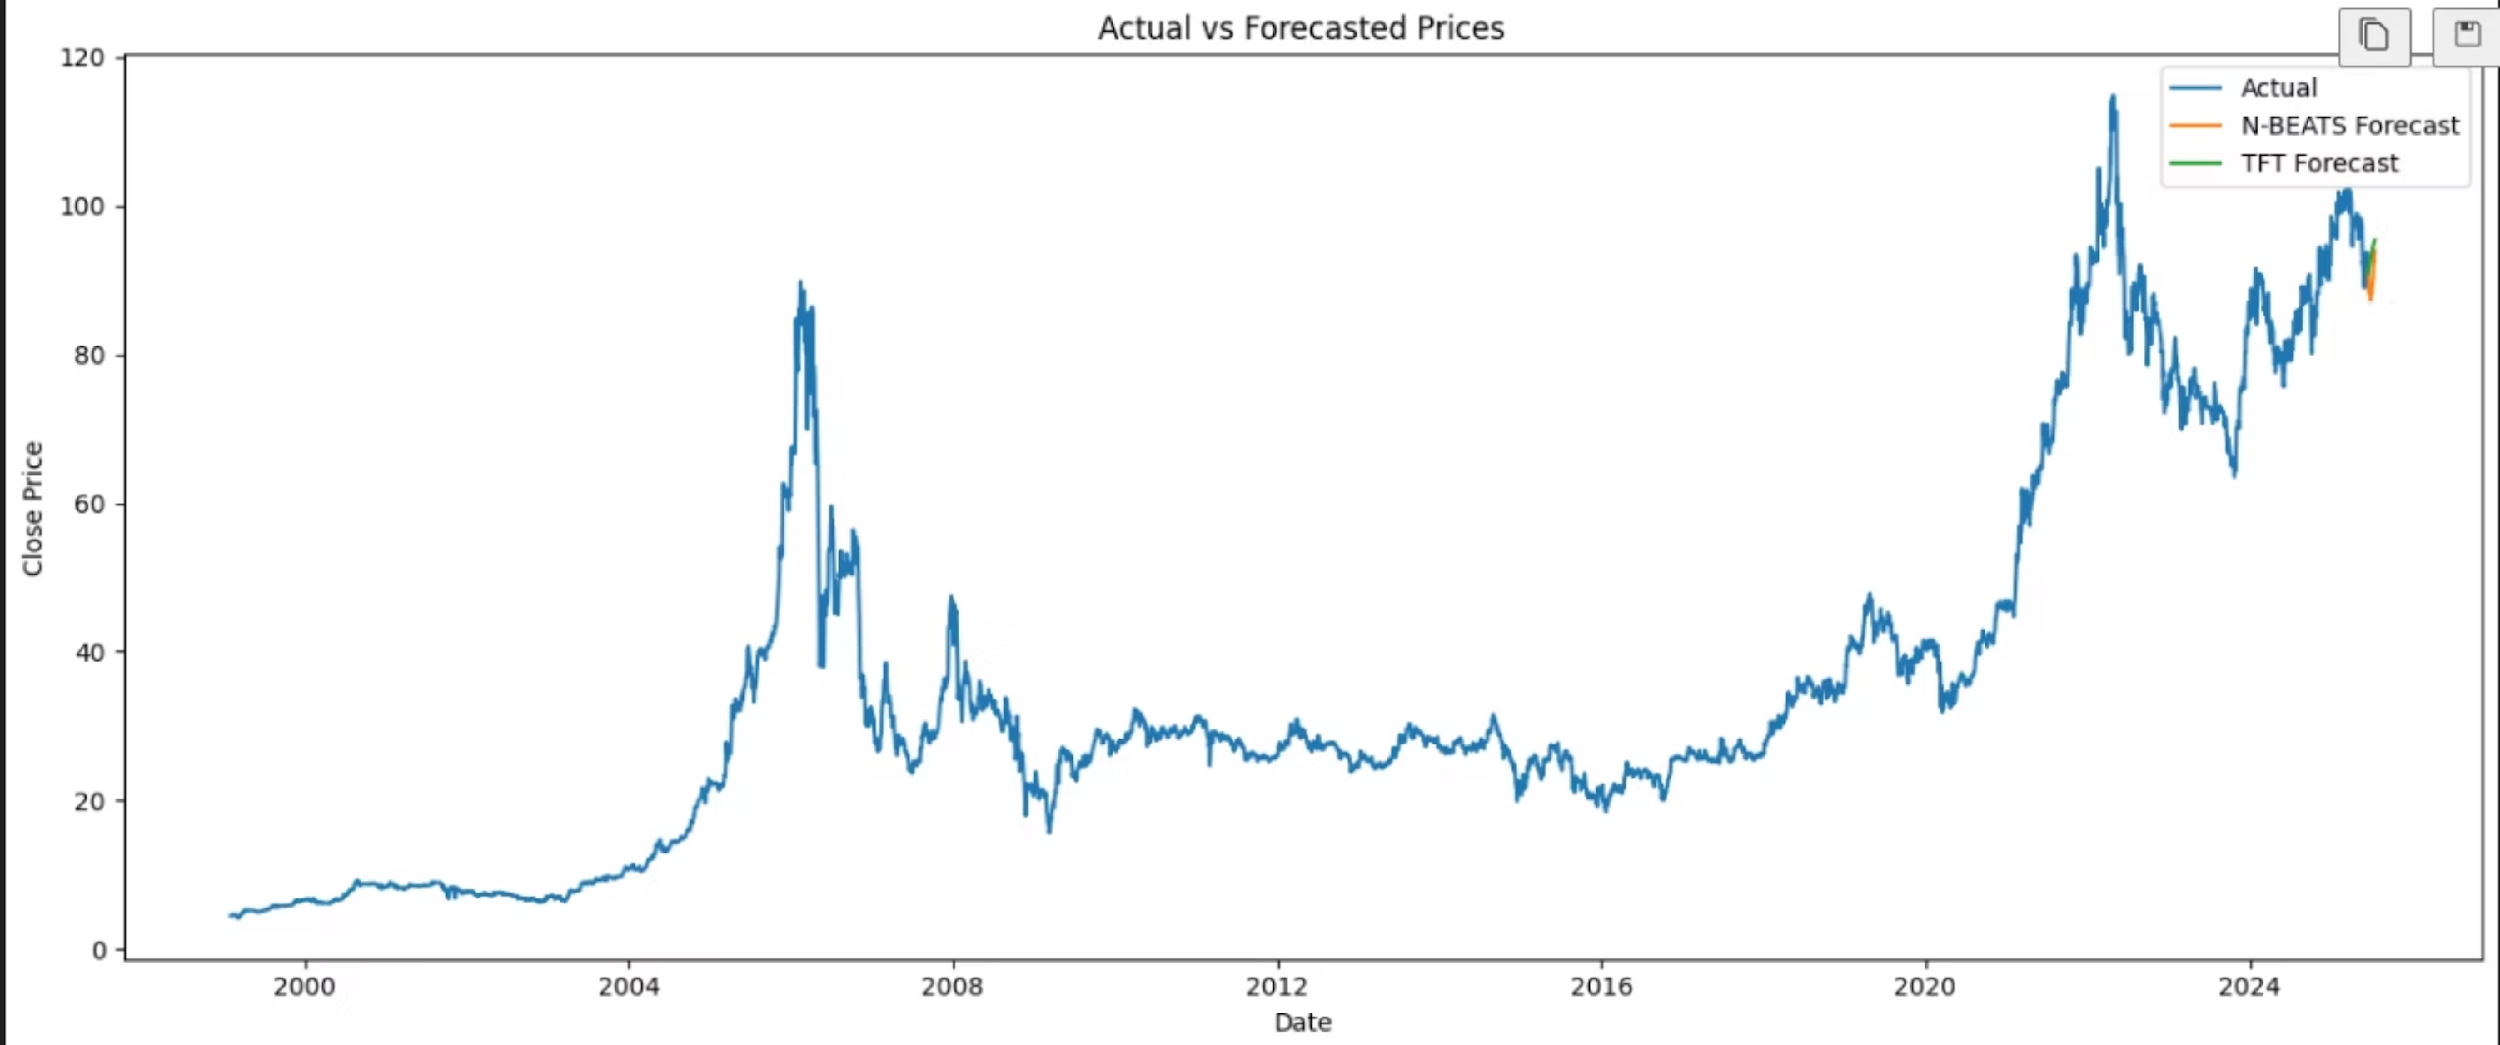 Actual vs Forecasted Prices
120
100
80
60
40
20
0
Close Price
Actual
N-BEATS Forecast
TFT Forecast
2000 2004 2008 2012 2016 2020 2024
Date